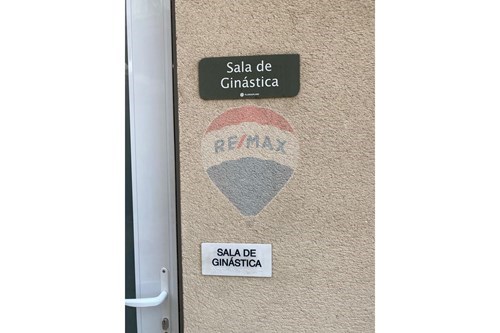 Sala de
Ginástica
RE/MAX
SALA DE
GINÁSTICA